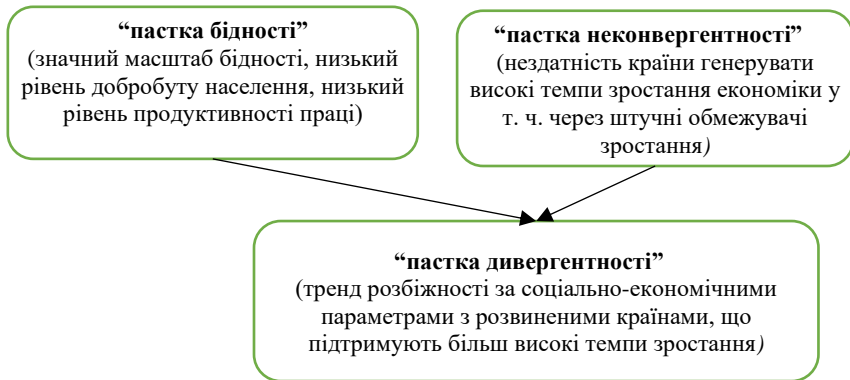 “пастка бідності”
(значний масштаб бідності, низький
рівень добробуту населення, низький
рівень продуктивності праці)
“пастка неконвергентності”
(нездатність країни генерувати
високі темпи зростання економіки у
т. ч. через штучні обмежувачі
зростання)
“пастка дивергентності”
(тренд розбіжності за соціально-економічними
параметрами з розвиненими країнами, що
підтримують більш високі темпи зростання)